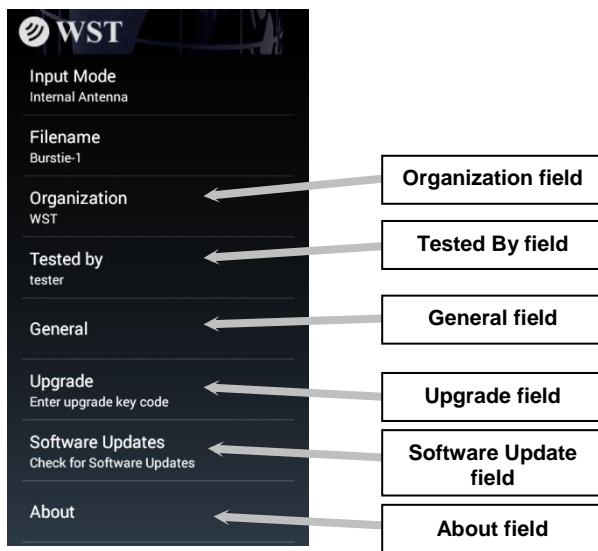 WST
Input Mode
Internal Antenna
Filename
Burstie-1
Organization
WST
Tested by
tester
General
Upgrade
Enter upgrade key code
Software Updates
Check for Software Updates
About
Organization field
Tested By field
General field
Upgrade field
Software Update
field
About field